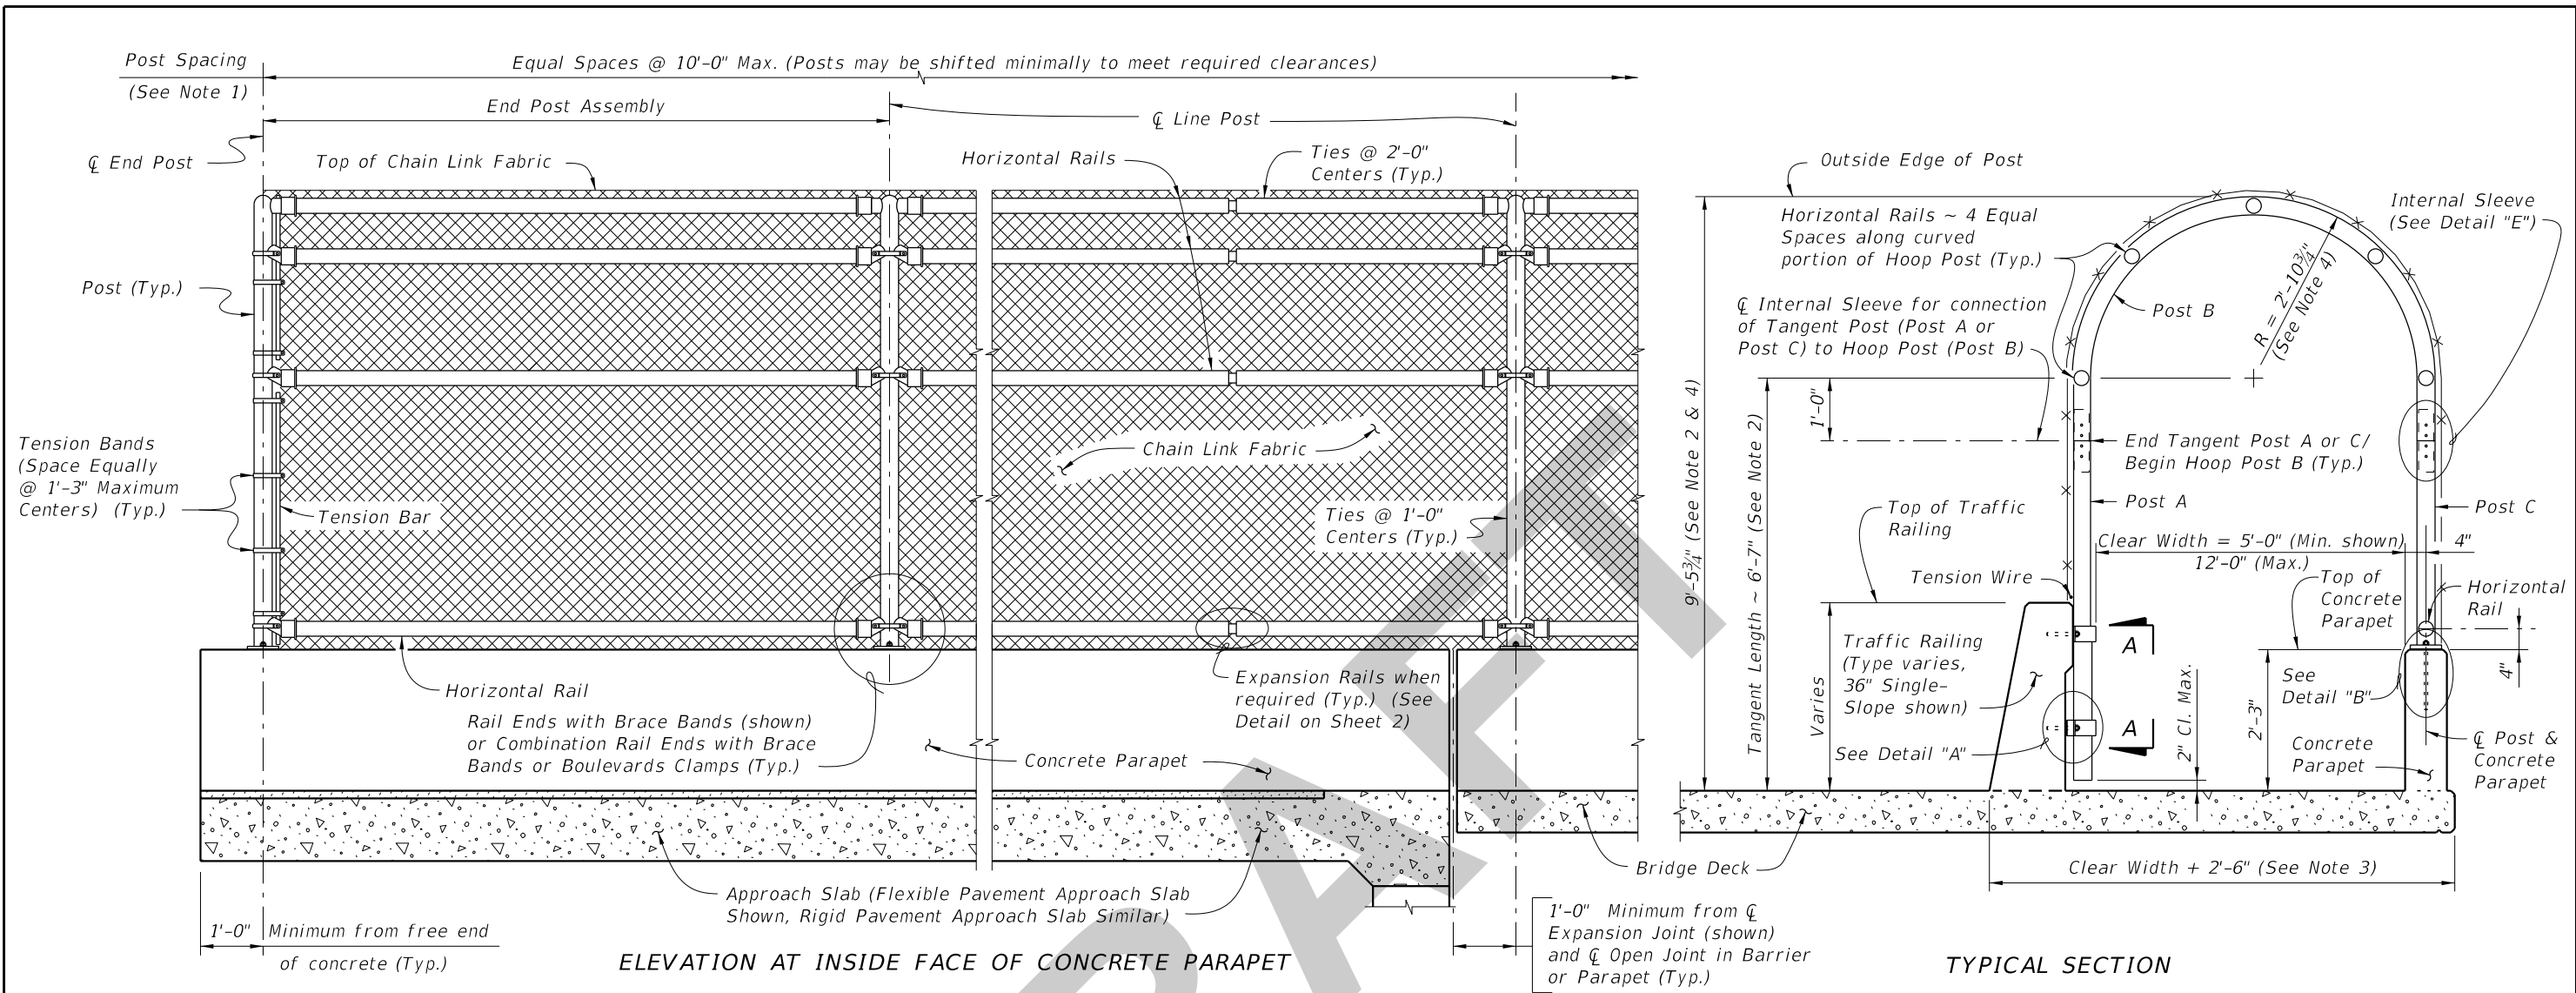 Post Spacing
(See Note 1)
Equal Spaces @ 10'-0" Max. (Posts may be shifted minimally to meet required clearances)
End Post Assembly
℄ Line Post
℄ End Post
Top of Chain Link Fabric
Horizontal Rails
Ties @ 2'-0"
Centers (Typ.)
Post (Typ.)
Tension Bands
(Space Equally
@ 1'-3" Maximum
Centers) (Typ.)
Tension Bar
Chain Link Fabric
Ties @ 1'-0"
Centers (Typ.)
Horizontal Rail
Rail Ends with Brace Bands (shown)
or Combination Rail Ends with Brace
Bands or Boulevards Clamps (Typ.)
Expansion Rails when
required (Typ.) (See
Detail on Sheet 2)
Concrete Parapet
Approach Slab (Flexible Pavement Approach Slab
Shown, Rigid Pavement Approach Slab Similar)
Bridge Deck
1'-0" Minimum from free end
of concrete (Typ.)
1'-0" Minimum from ℄
Expansion Joint (shown)
and ℄ Open Joint in Barrier
or Parapet (Typ.)
ELEVATION AT INSIDE FACE OF CONCRETE PARAPET
Outside Edge of Post
Horizontal Rails ~ 4 Equal
Spaces along curved
portion of Hoop Post (Typ.)
℄ Internal Sleeve for connection
of Tangent Post (Post A or
Post C) to Hoop Post (Post B)
Post B
R = 2'-10¾"
(See Note 4)
Internal Sleeve
(See Detail "E")
9'-5¾" (See Note 2 & 4)
Tangent Length ~ 6'-7" (See Note 2)
1'-0"
End Tangent Post A or C/
Begin Hoop Post B (Typ.)
Post A
Post C
Top of Traffic
Railing
Clear Width = 5'-0" (Min. shown)
12'-0" (Max.)
4"
Tension Wire
Top of
Concrete
Parapet
Horizontal
Rail
Varies
Traffic Railing
(Type varies,
36" Single-
Slope shown)
A
A
See Detail "A"
2" Cl. Max.
2'-3"
See
Detail "B"
4"
Concrete
Parapet
℄ Post &
Concrete
Parapet
Clear Width + 2'-6" (See Note 3)
TYPICAL SECTION
DRAFT